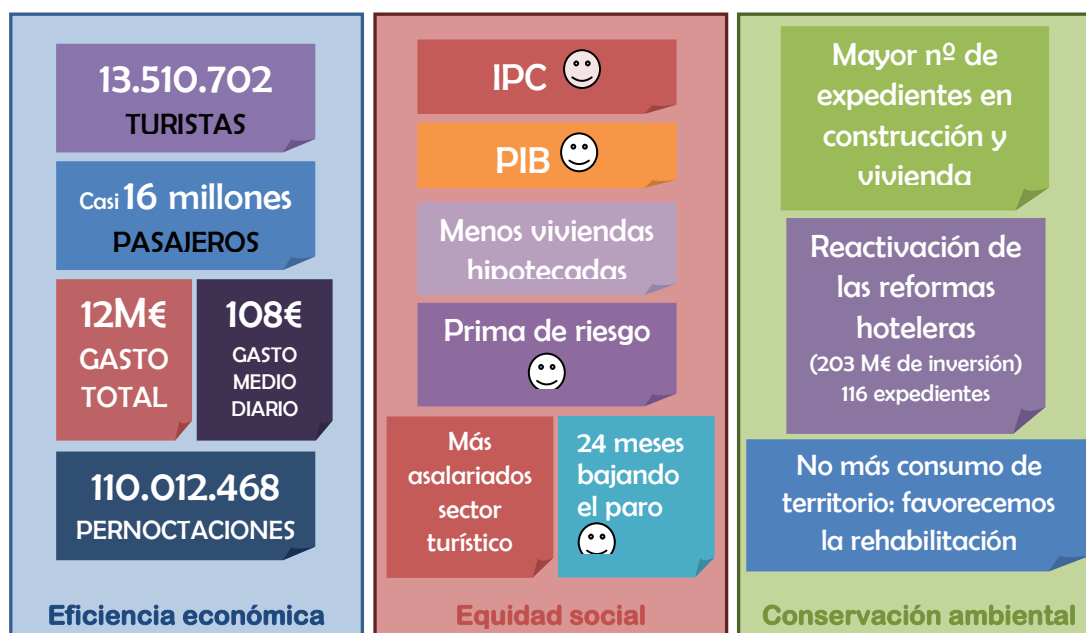 13.510.702
TURISTAS
Casi 16 millones
PASAJEROS
12M€
GASTO
TOTAL
108€
GASTO
MEDIO
DIARIO
110.012.468
PERNOCTACIONES
Eficiencia económica
IPC
PIB
Menos viviendas
hipotecadas
Prima de riesgo
Más
asalariados
sector
turístico
24 meses
bajando
el paro
Equidad social
Mayor nº de
expedientes en
construcción y
vivienda
Reactivación de
las reformas
hoteleras
(203 M€ de inversión)
116 expedientes
No más consumo de
territorio: favorecemos
la rehabilitación
Conservación ambiental